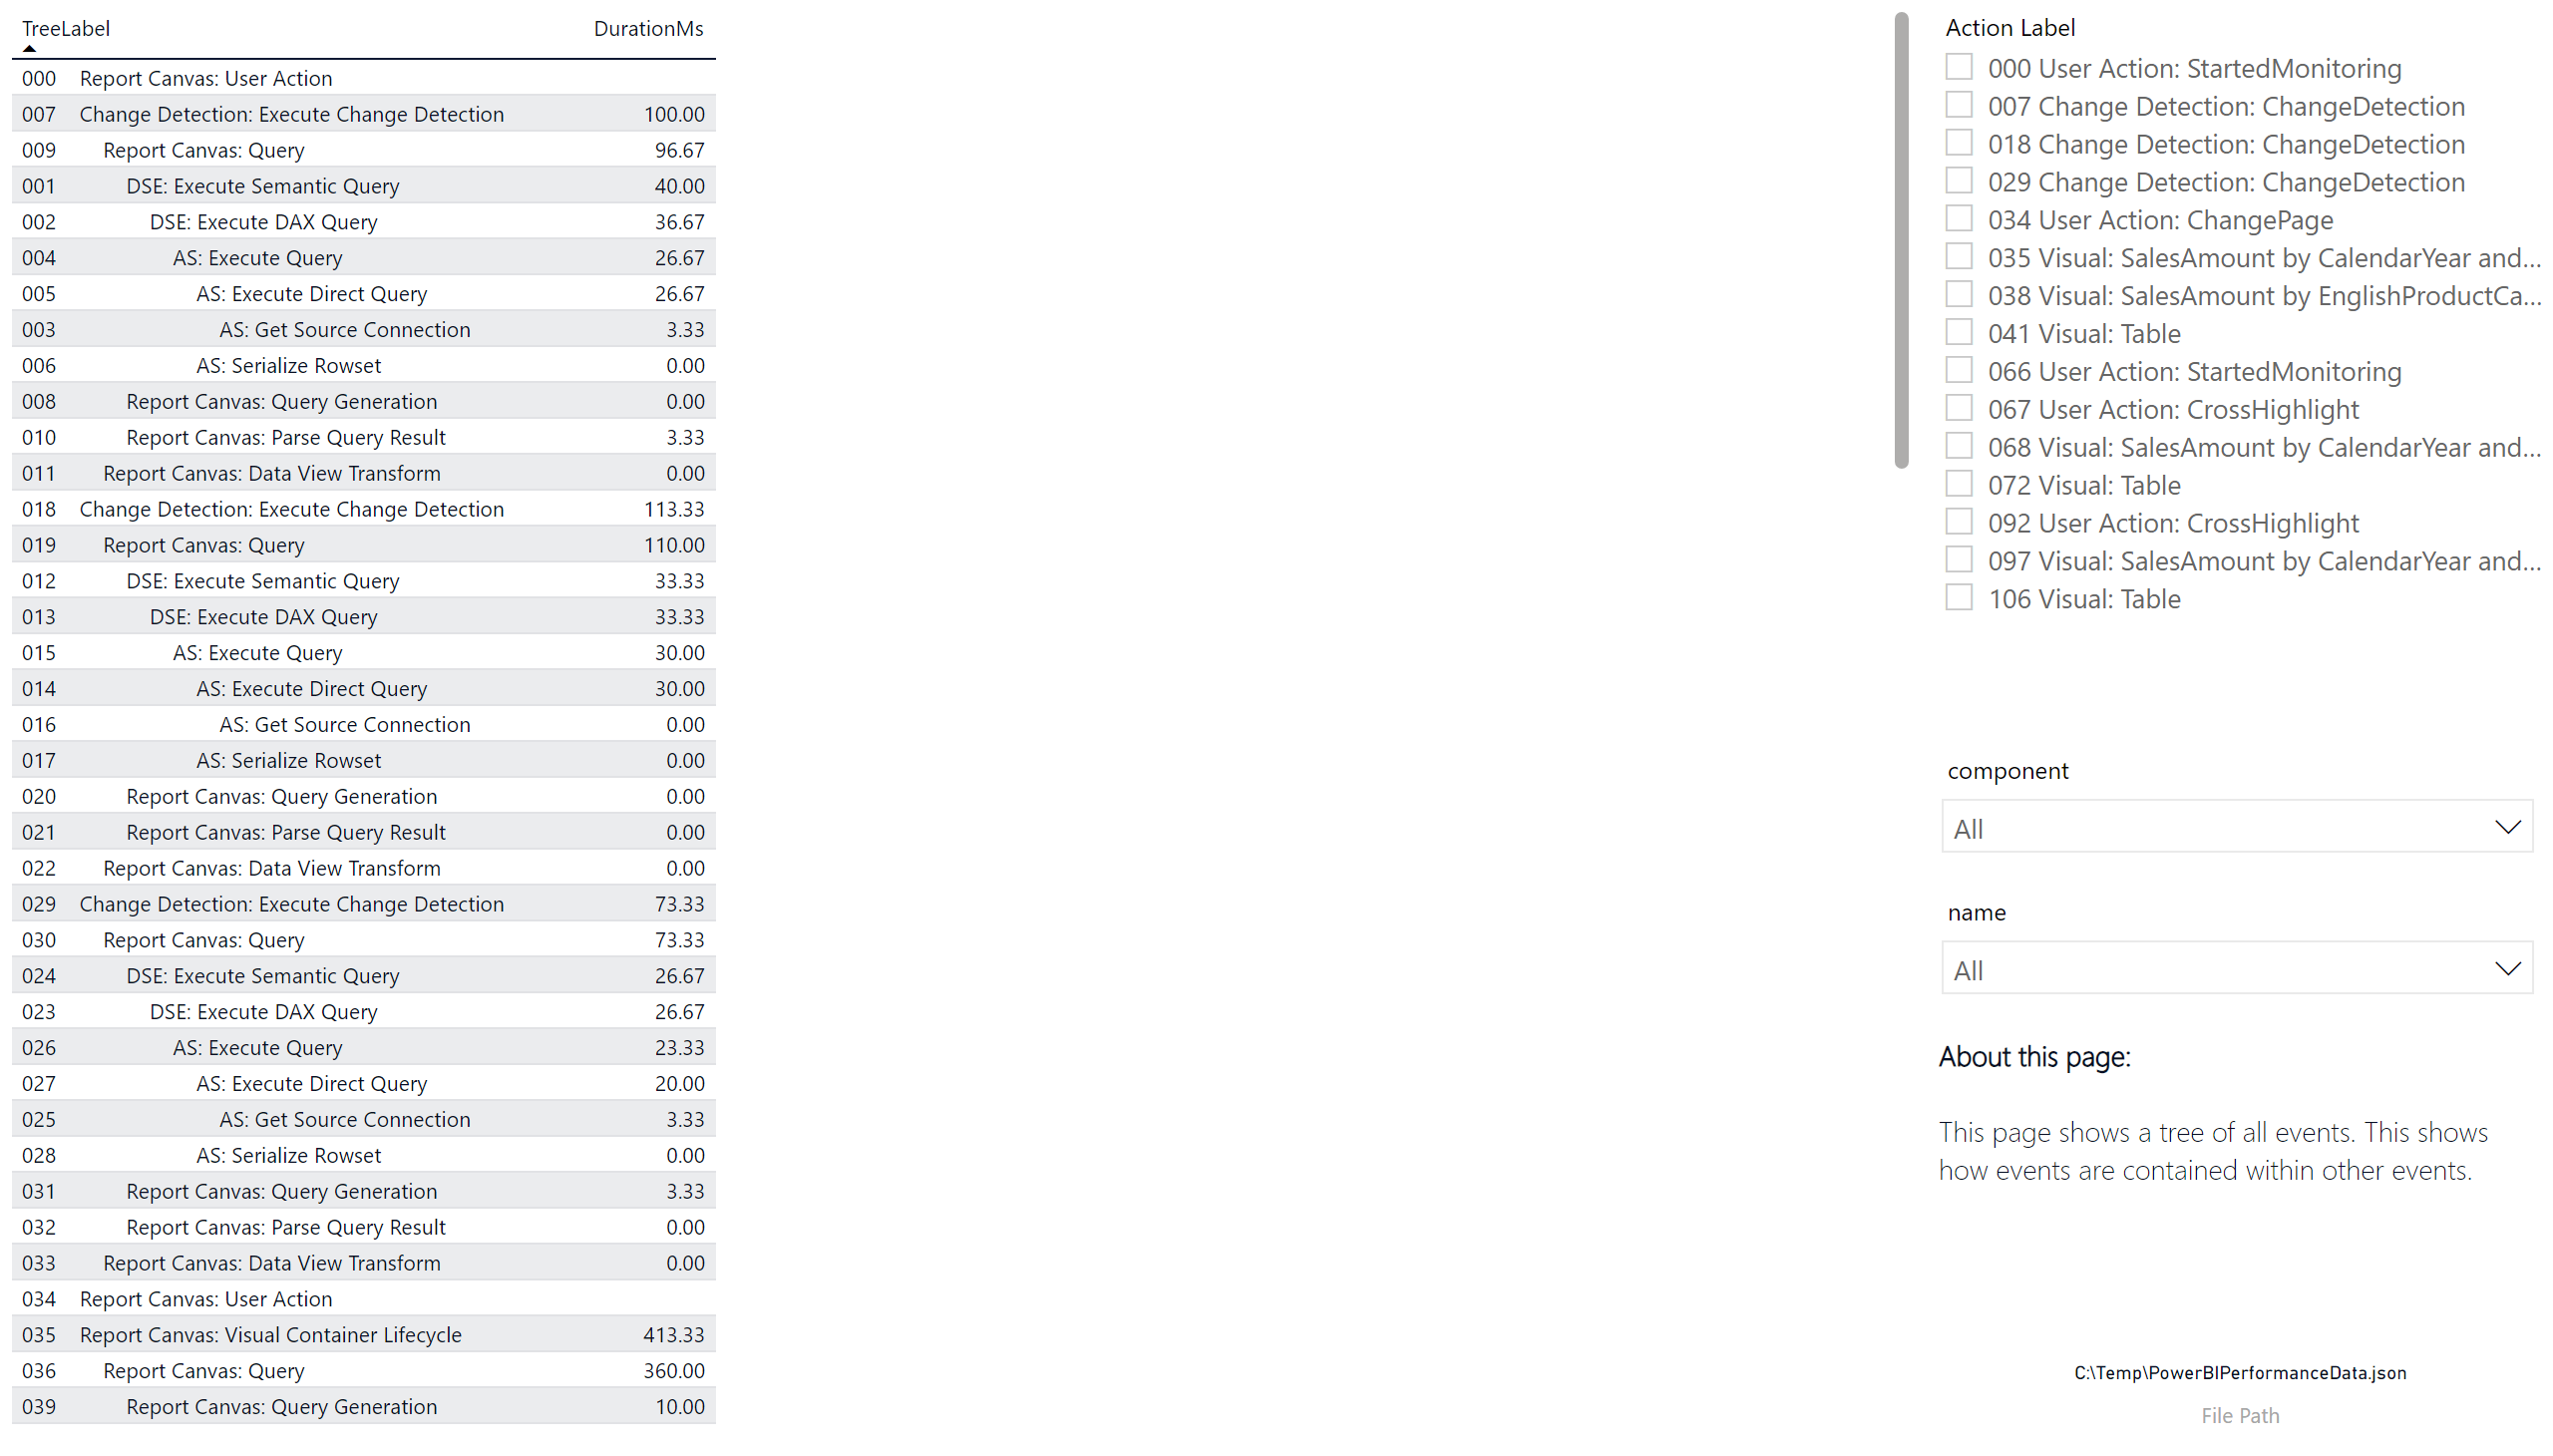 TreeLabel DurationMs
000 Report Canvas: User Action
007 Change Detection: Execute Change Detection 100.00
009 Report Canvas: Query 96.67
001 DSE: Execute Semantic Query 40.00
002 DSE: Execute DAX Query 36.67
004 AS: Execute Query 26.67
005 AS: Execute Direct Query 26.67
003 AS: Get Source Connection 3.33
006 AS: Serialize Rowset 0.00
008 Report Canvas: Query Generation 0.00
010 Report Canvas: Parse Query Result 3.33
011 Report Canvas: Data View Transform 0.00
018 Change Detection: Execute Change Detection 113.33
019 Report Canvas: Query 110.00
012 DSE: Execute Semantic Query 33.33
013 DSE: Execute DAX Query 33.33
015 AS: Execute Query 30.00
014 AS: Execute Direct Query 30.00
016 AS: Get Source Connection 0.00
017 AS: Serialize Rowset 0.00
020 Report Canvas: Query Generation 0.00
021 Report Canvas: Parse Query Result 0.00
022 Report Canvas: Data View Transform 0.00
029 Change Detection: Execute Change Detection 73.33
030 Report Canvas: Query 73.33
024 DSE: Execute Semantic Query 26.67
023 DSE: Execute DAX Query 26.67
026 AS: Execute Query 23.33
027 AS: Execute Direct Query 20.00
025 AS: Get Source Connection 3.33
028 AS: Serialize Rowset 0.00
031 Report Canvas: Query Generation 3.33
032 Report Canvas: Parse Query Result 0.00
033 Report Canvas: Data View Transform 0.00
034 Report Canvas: User Action
035 Report Canvas: Visual Container Lifecycle 413.33
036 Report Canvas: Query 360.00
039 Report Canvas: Query Generation 10.00
Action Label
000 User Action: StartedMonitoring
007 Change Detection: ChangeDetection
018 Change Detection: ChangeDetection
029 Change Detection: ChangeDetection
034 User Action: ChangePage
035 Visual: SalesAmount by CalendarYear and...
038 Visual: SalesAmount by EnglishProductCa...
041 Visual: Table
066 User Action: StartedMonitoring
067 User Action: CrossHighlight
068 Visual: SalesAmount by CalendarYear and...
072 Visual: Table
092 User Action: CrossHighlight
097 Visual: SalesAmount by CalendarYear and...
106 Visual: Table
component
All
name
All
About this page:
This page shows a tree of all events. This shows
how events are contained within other events.
C:\Temp\PowerBIPerformanceData.json
File Path